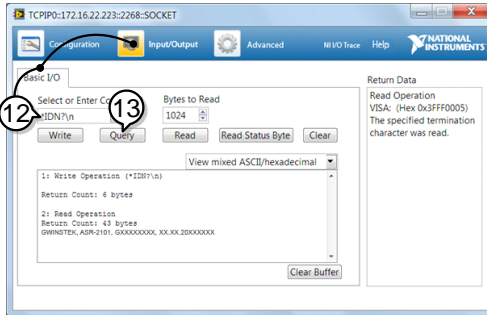 TCPIP0::172.16.22.223::2268::SOCKET
Configuration Input/Output Advanced NI I/O Trace Help NATIONAL INSTRUMENTS
Basic I/O
Return Data
Select or Enter Co
Bytes to Read
12
13
*IDN?\n
1024
Write Query Read Read Status Byte Clear
View mixed ASCII/hexadecimal
1: Write Operation (*IDN?\n)
Return Count: 6 bytes
2: Read Operation
Return Count: 43 bytes
GWINSTEK, ASR-2101, GXXXXXXXX, XX.XX.20XXXXXX
Clear Buffer
Read Operation
VISA: (Hex 0x3FFF0005)
The specified termination
character was read.